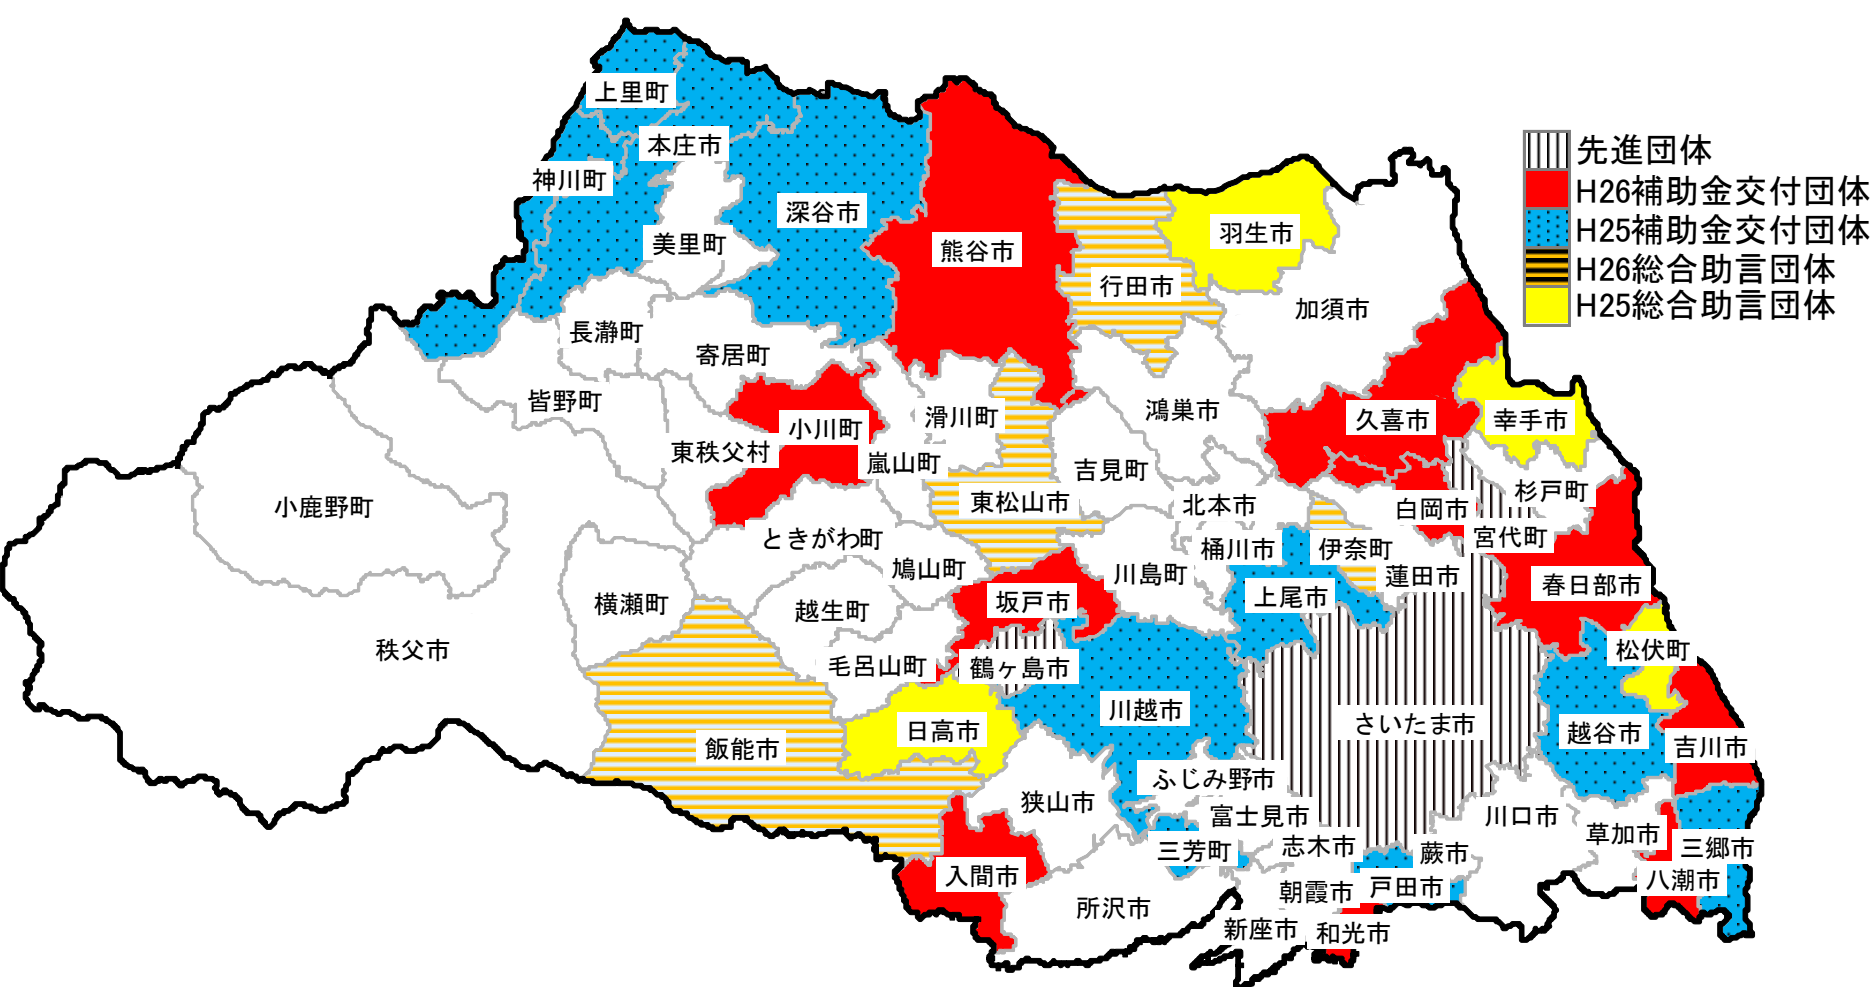 上里町
本庄市
先進団体
神川町
H26補助金交付団体
深谷市
H25補助金交付団体
美里町
熊谷市
羽生市
H26総合助言団体
行田市
加須市
H25総合助言団体
長瀞町
寄居町
皆野町
小川町
滑川町
鴻巣市
久喜市
幸手市
東秩父村
嵐山町
吉見町
小鹿野町
東松山市
北本市
白岡市
杉戸町
ときがわ町
桶川市
伊奈町
宮代町
鳩山町
川島町
蓮田市
春日部市
横瀬町
越生町
坂戸市
上尾市
秩父市
毛呂山町
鶴ヶ島市
松伏町
飯能市
日高市
川越市
さいたま市
越谷市
吉川市
狭山市
ふじみ野市
富士見市
川口市
草加市
入間市
三芳町
志木市
蕨市
三郷市
所沢市
朝霞市
戸田市
八潮市
新座市
和光市